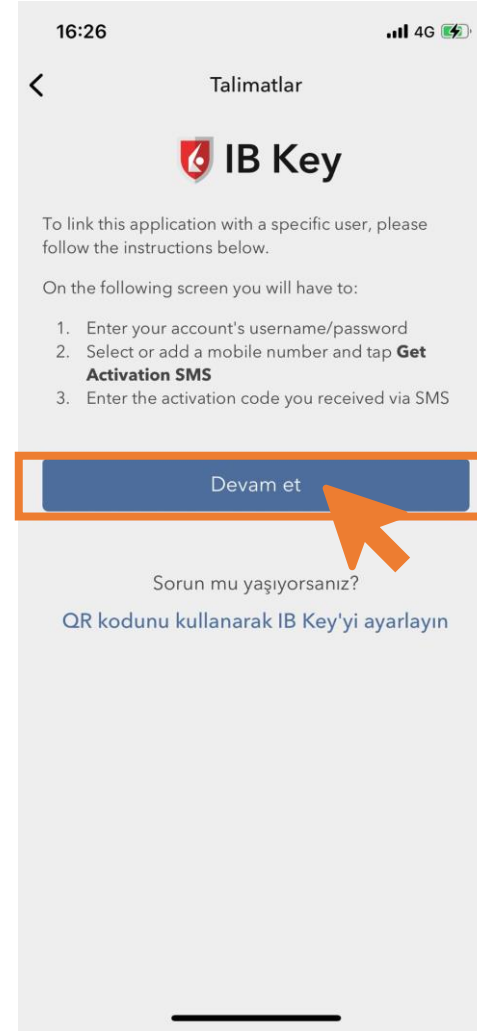 16:26
4G
Talimatlar
IB Key
To link this application with a specific user, please
follow the instructions below.
On the following screen you will have to:
1. Enter your account's username/password
2. Select or add a mobile number and tap Get
Activation SMS
3. Enter the activation code you received via SMS
Devam et
Sorun mu yaşıyorsanız?
QR kodunu kullanarak IB Key'yi ayarlayın